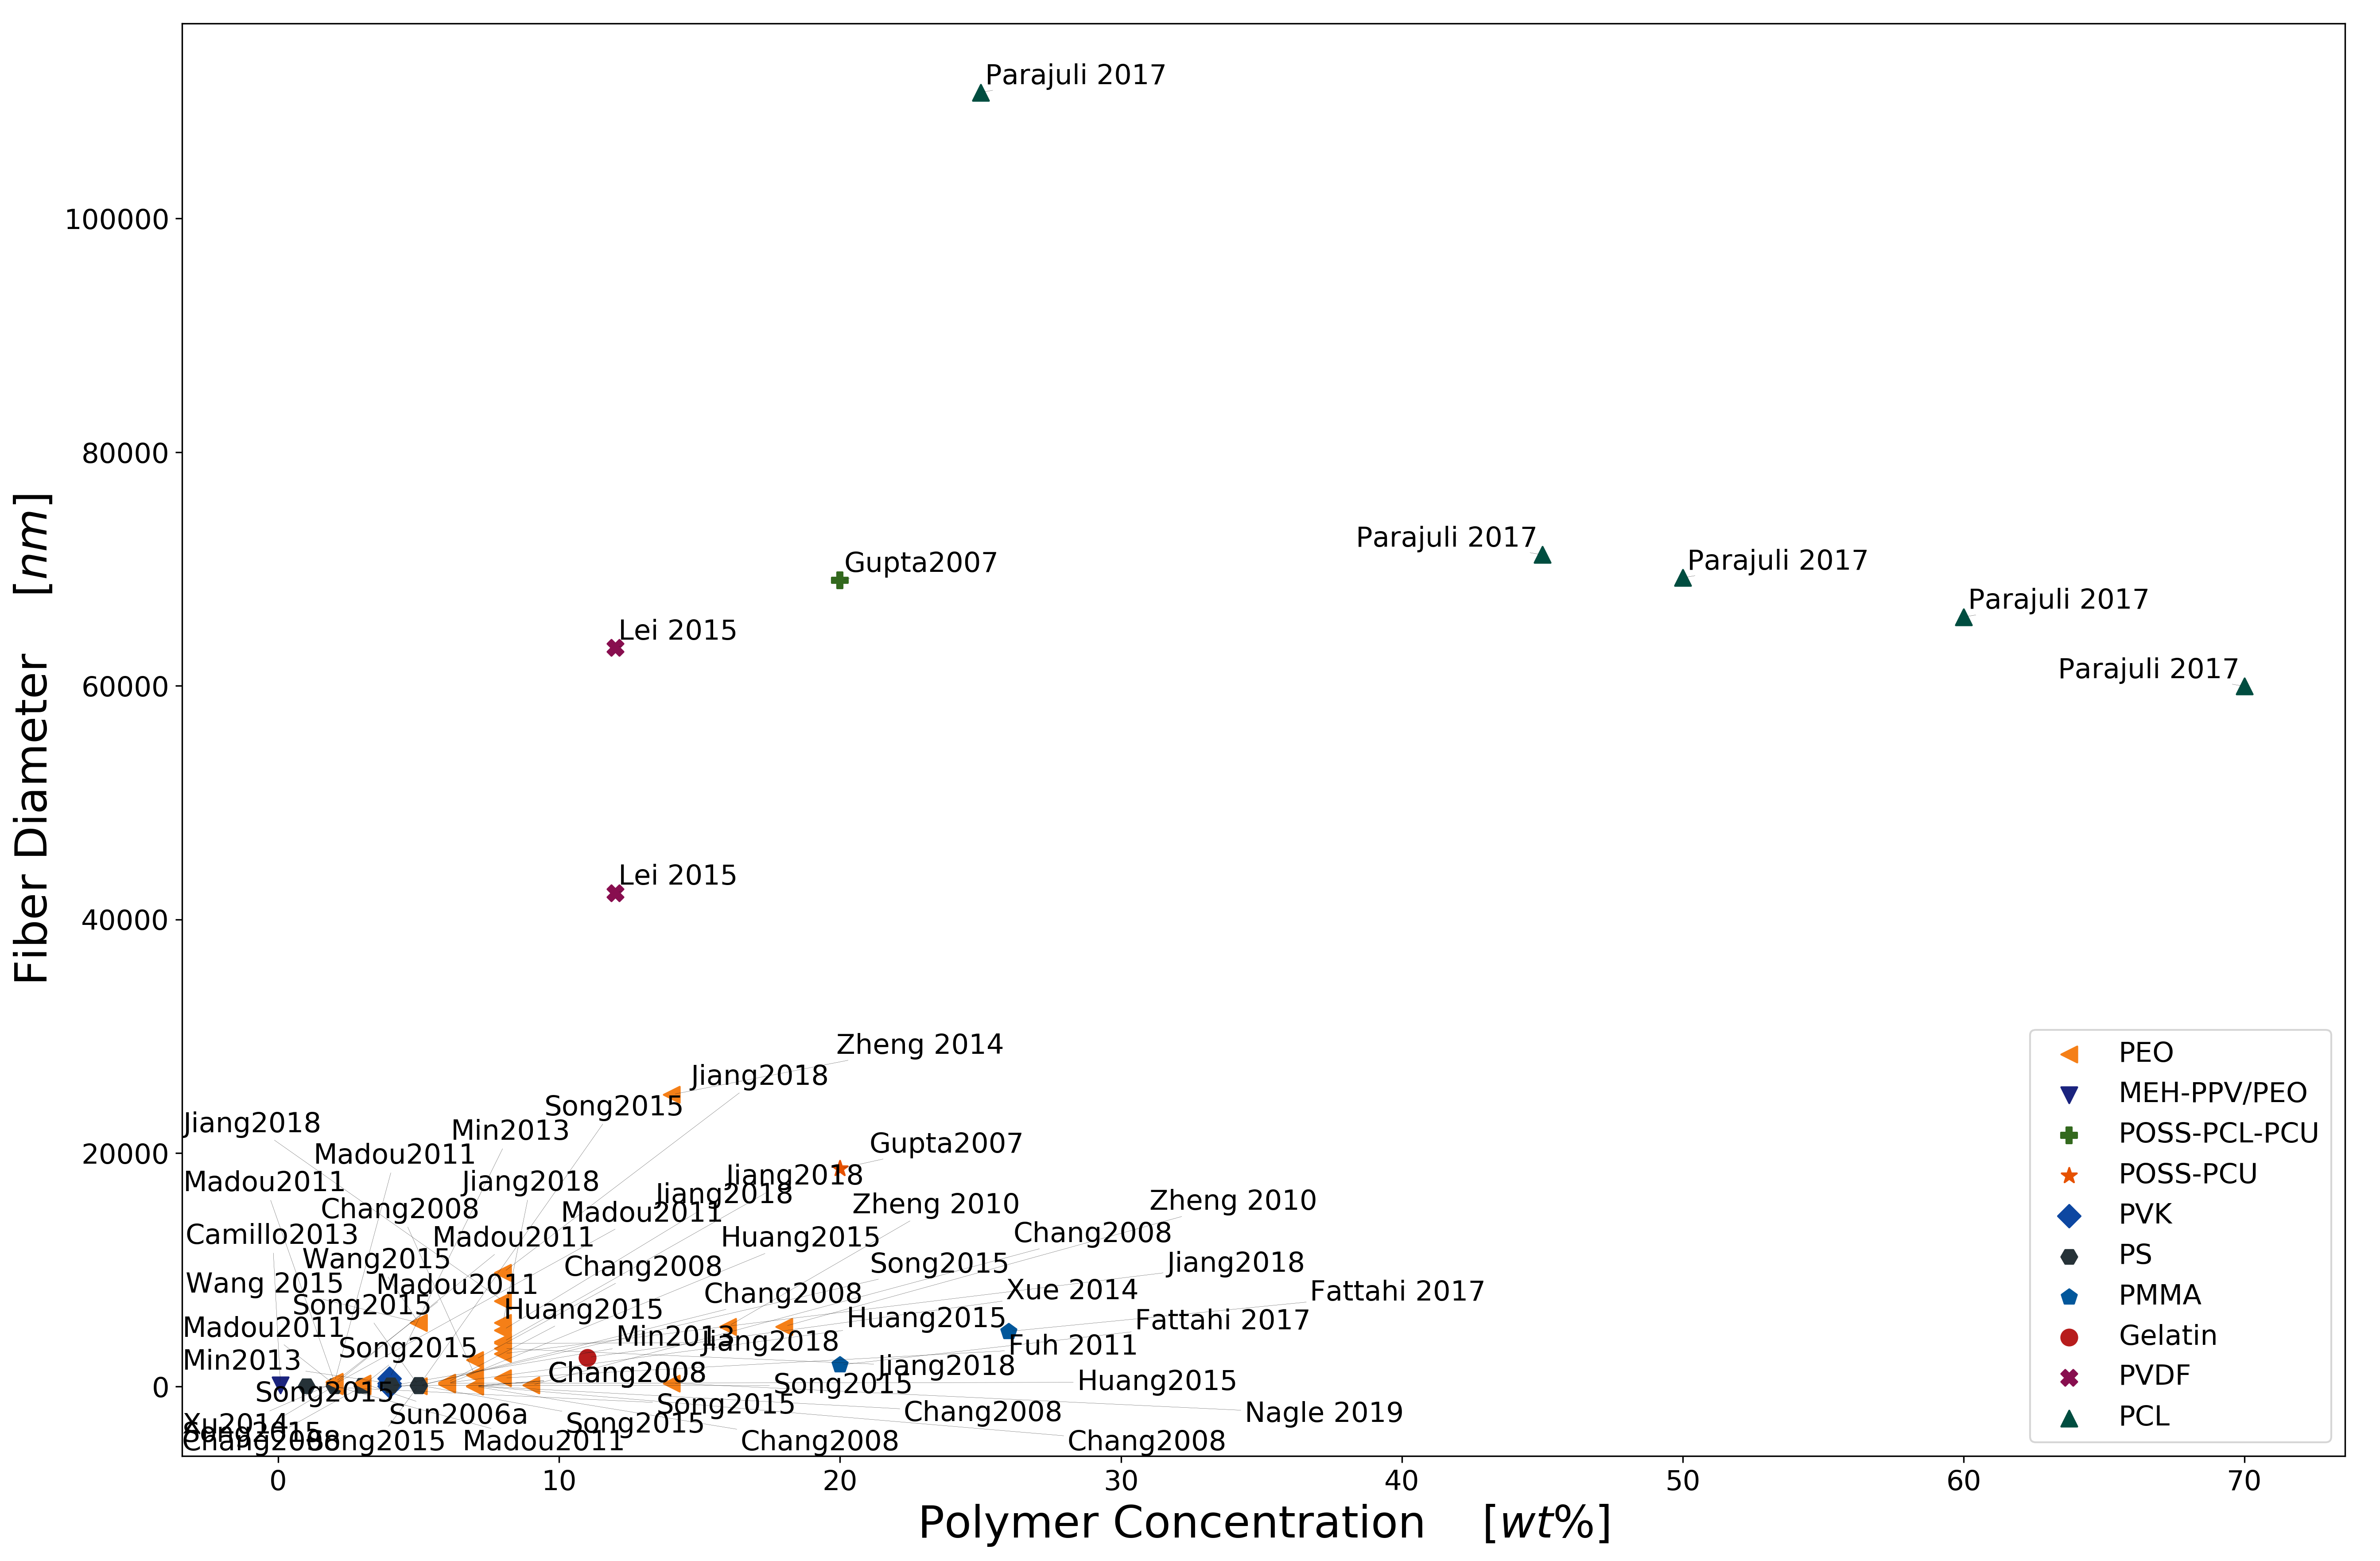 Parajuli 2017
100000
80000
Parajuli 2017
Gupta2007
Parajuli 2017
Parajuli 2017
Lei 2015
Parajuli 2017
60000
Lei 2015
40000
Fiber Diameter [nm]
Zheng 2014
Jiang2018
Song2015
Jiang2018
Min2013
Gupta2007
Madou2011
20000
Jiang2018
Madou2011
Jiang2018
Jiang2018
Chang2008
Madou2011
Zheng 2010
Zheng 2010
Camillo2013
Madou2011
Huang2015
Chang2008
Wang2015
Chang2008
Song2015
Jiang2018
Wang 2015
Madou2011
Chang2008
Xue 2014
Fattahi 2017
Song2015
Huang2015
Huang2015
Fattahi 2017
Madou2011
Min2013
Jiang2018
Fuh 2011
Song2015
Min2013
Chang2008
Jiang2018
Song2015
Huang2015
0
Song2015
Song2015
Chang2008
Nagle 2019
Xu2014
Sun2006a
Song2015
Song2015
Chang2008
Song2015
Madou2011
Chang2008
Chang2008
PEO
MEH-PPV/PEO
POSS-PCL-PCU
POSS-PCU
PVK
PS
PMMA
Gelatin
PVDF
PCL
0 10 20 30 40 50 60 70
Polymer Concentration [wt%]